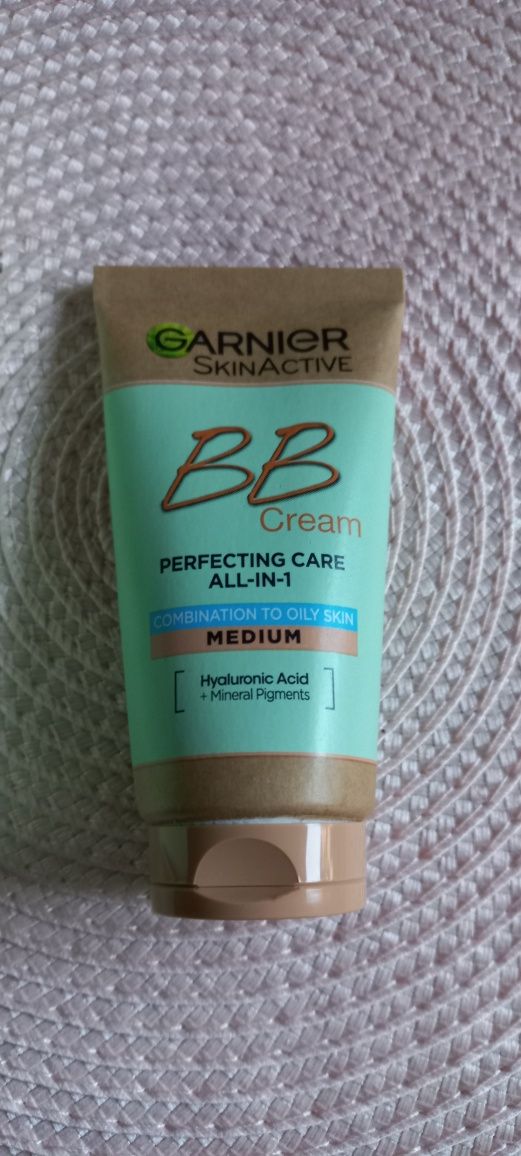 GARNIER
SKINACTIVE
BB
Cream
PERFECTING CARE
ALL-IN-1
COMBINATION TO OILY SKIN
MEDIUM
Hyaluronic Acid
+ Mineral Pigments